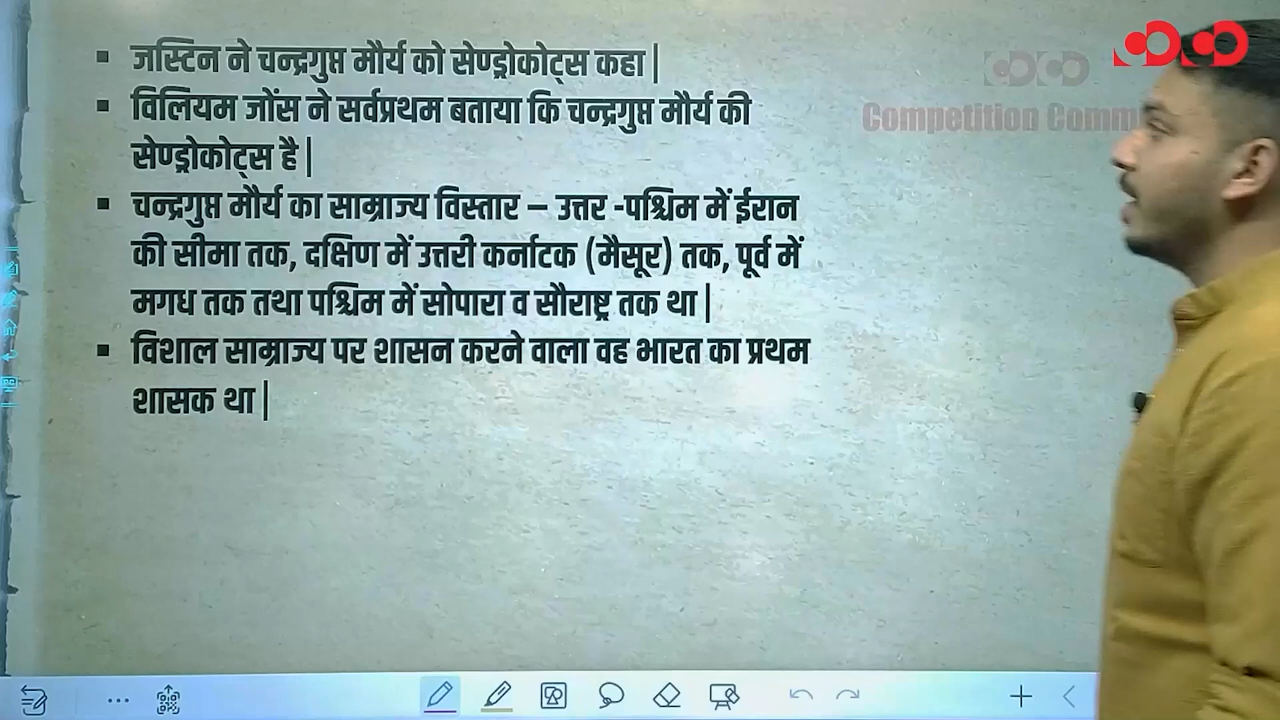 ▪ जस्टिन ने चन्द्रगुप्त मौर्य को सेण्ड्रोकोट्स कहा |
▪ विलियम जोंस ने सर्वप्रथम बताया कि चन्द्रगुप्त मौर्य की
सेण्ड्रोकोट्स है |
▪ चन्द्रगुप्त मौर्य का साम्राज्य विस्तार – उत्तर -पश्चिम में ईरान
की सीमा तक, दक्षिण में उत्तरी कर्नाटक (मैसूर) तक, पूर्व में
मगध तक तथा पश्चिम में सोपारा व सौराष्ट्र तक था |
▪ विशाल साम्राज्य पर शासन करने वाला वह भारत का प्रथम
शासक था |
Competition Comm